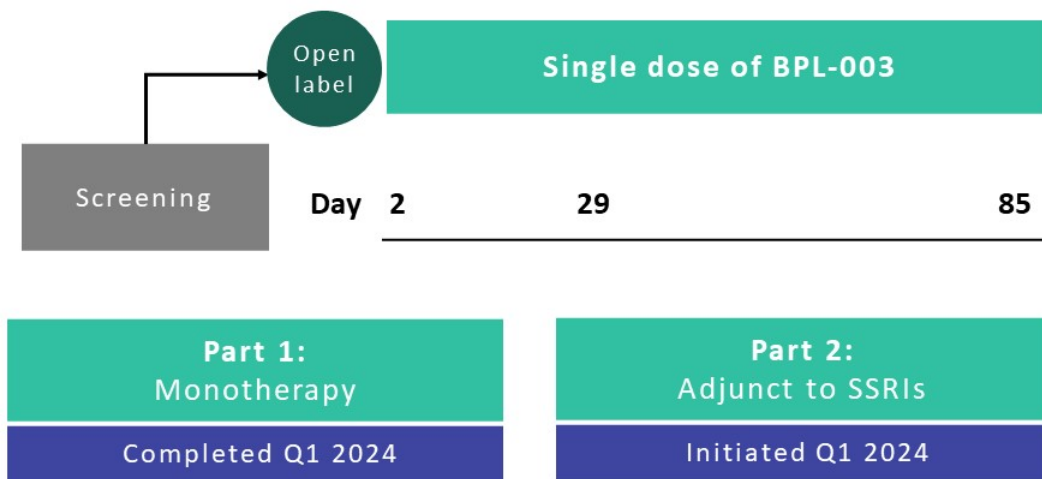 Open
label
Single dose of BPL-003
Screening
Day 2 29 85
Part 1:
Monotherapy
Completed Q1 2024
Part 2:
Adjunct to SSRIs
Initiated Q1 2024